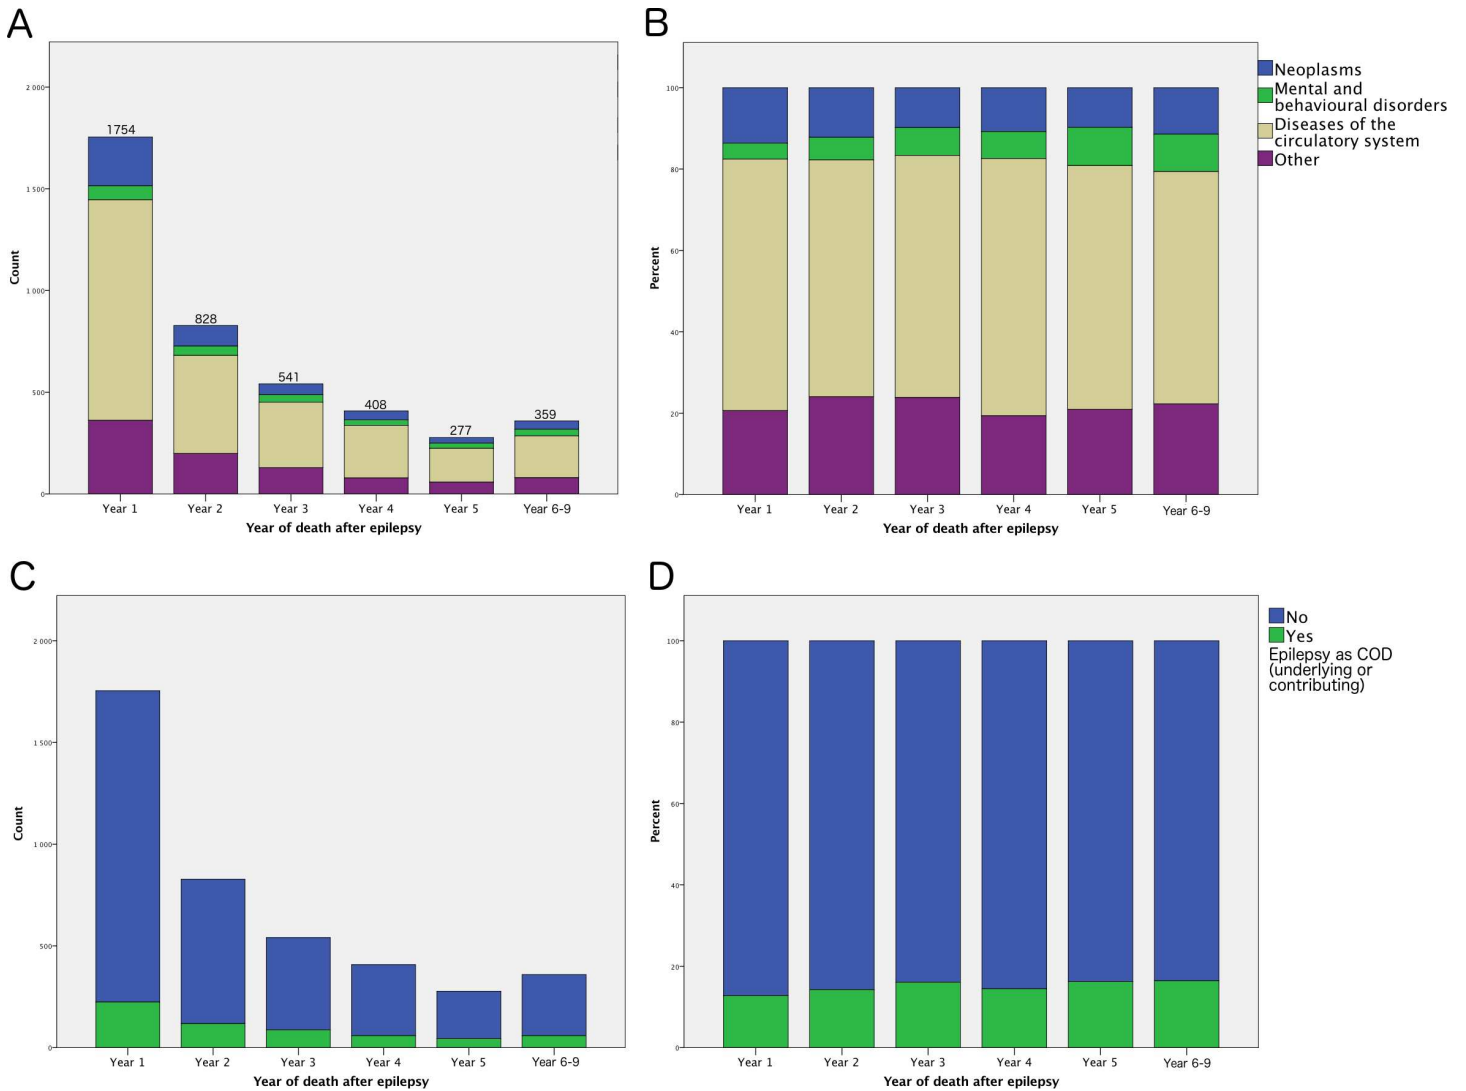 A
2 000
1 500
1 000
500
0
Count
1754
828
541
408
277
359
Year 1
Year 2
Year 3
Year 4
Year 5
Year 6-9
Year of death after epilepsy
B
100
80
60
40
20
0
Percent
Year 1
Year 2
Year 3
Year 4
Year 5
Year 6-9
Year of death after epilepsy
Neoplasms
Mental and
behavioural disorders
Diseases of the
circulatory system
Other
C
2 000
1 500
1 000
500
0
Count
Year 1
Year 2
Year 3
Year 4
Year 5
Year 6-9
Year of death after epilepsy
D
100
80
60
40
20
0
Percent
Year 1
Year 2
Year 3
Year 4
Year 5
Year 6-9
Year of death after epilepsy
No
Yes
Epilepsy as COD
(underlying or
contributing)